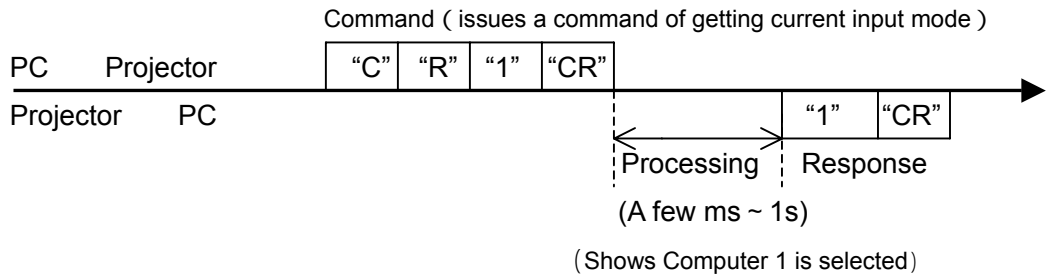 Command ( issues a command of getting current input mode )
PC Projector “C” “R” “1” “CR”
Projector PC “1” “CR”
Processing Response
(A few ms ~ 1s)
(Shows Computer 1 is selected)